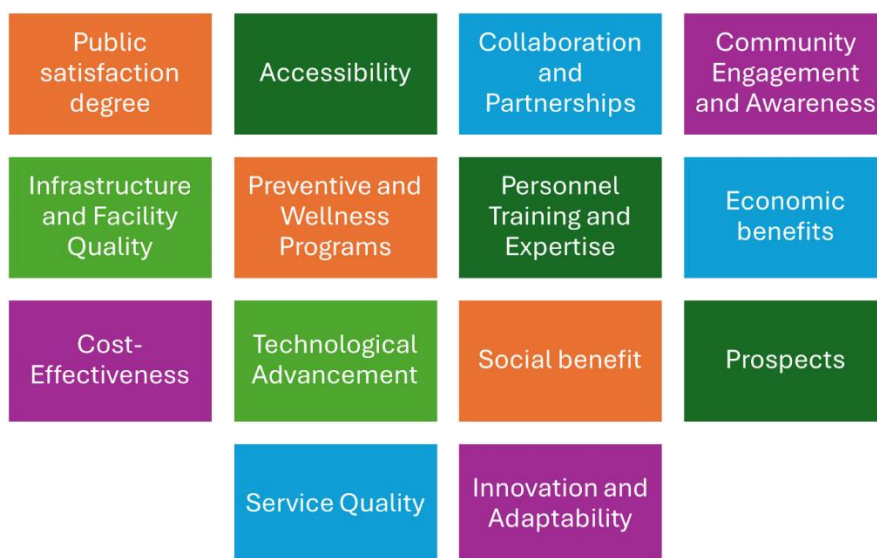 Public
satisfaction
degree
Accessibility
Collaboration
and
Partnerships
Community
Engagement
and Awareness
Infrastructure
and Facility
Quality
Preventive and
Wellness
Programs
Personnel
Training and
Expertise
Economic
benefits
Cost-
Effectiveness
Technological
Advancement
Social benefit
Prospects
Service Quality
Innovation and
Adaptability